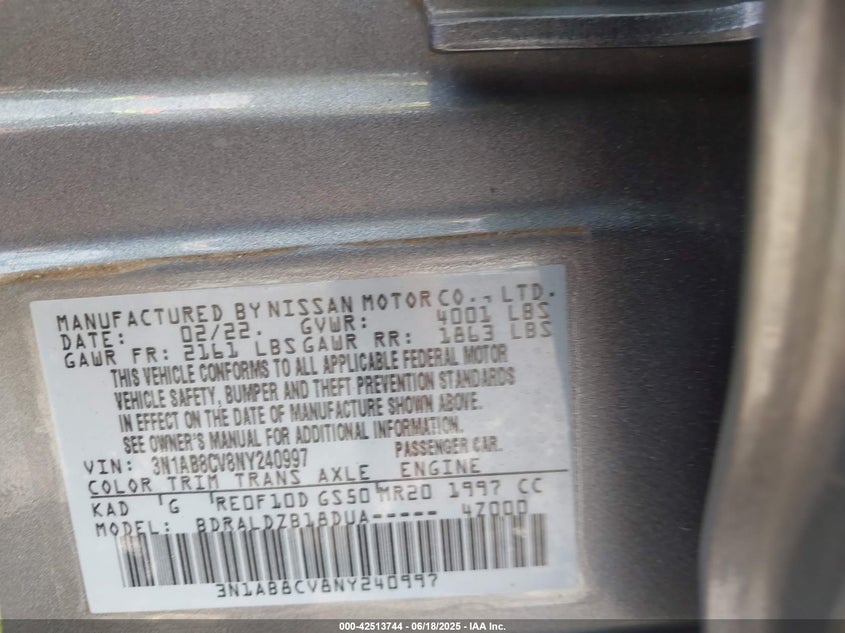 MANUFACTURED BY NISSAN MOTOR CO., LTD.
DATE: 02/22. GVWR: 4001 LBS
GAWR FR: 2161 LBS GAWR RR: 1863 LBS
THIS VEHICLE CONFORMS TO ALL APPLICABLE FEDERAL MOTOR
VEHICLE SAFETY, BUMPER AND THEFT PREVENTION STANDARDS
IN EFFECT ON THE DATE OF MANUFACTURE SHOWN ABOVE.
SEE OWNER'S MANUAL FOR ADDITIONAL INFORMATION.
VIN: 3N1AB8CV8NY240997 PASSENGER CAR.
COLOR TRIM TRANS AXLE ENGINE
KAD G RE0F10D GS50 MR20 1997 CC
MODEL: BDRALDZB18DUA----- 4Z000
3N1AB8CV8NY240997
000-42513744 - 06/18/2025 - IAA Inc.